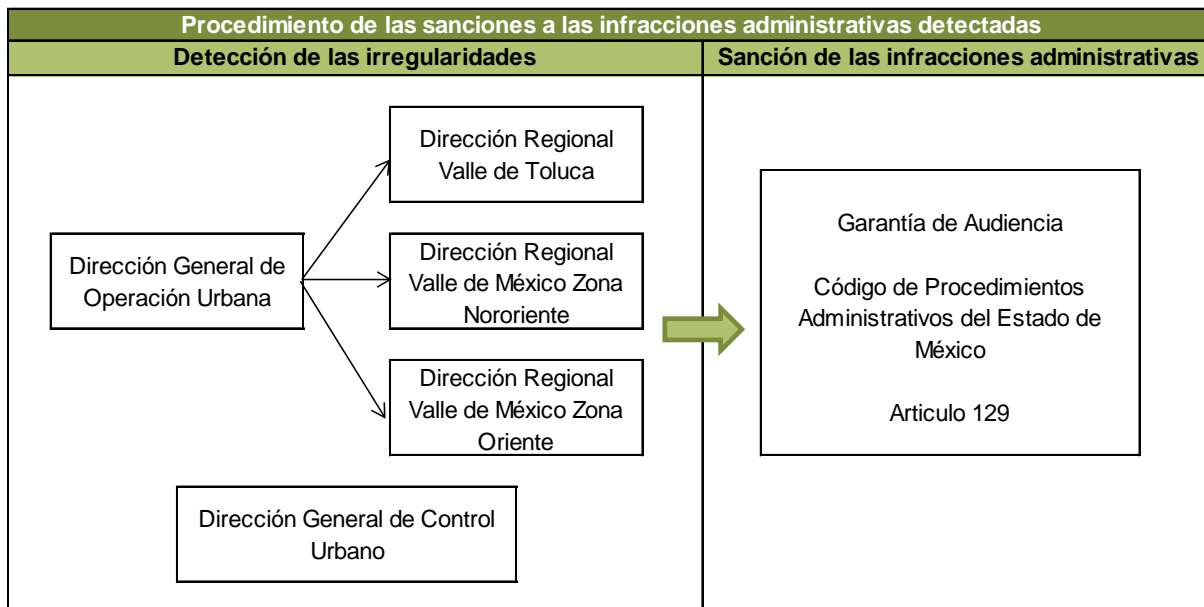 Procedimiento de las sanciones a las infracciones administrativas detectadas
Detección de las irregularidades
Sanción de las infracciones administrativas
Dirección Regional
Valle de Toluca
Dirección General de
Operación Urbana
Dirección Regional
Valle de México Zona
Nororiente
Dirección Regional
Valle de México Zona
Oriente
Dirección General de Control
Urbano
Garantía de Audiencia
Código de Procedimientos
Administrativos del Estado de
México
Articulo 129